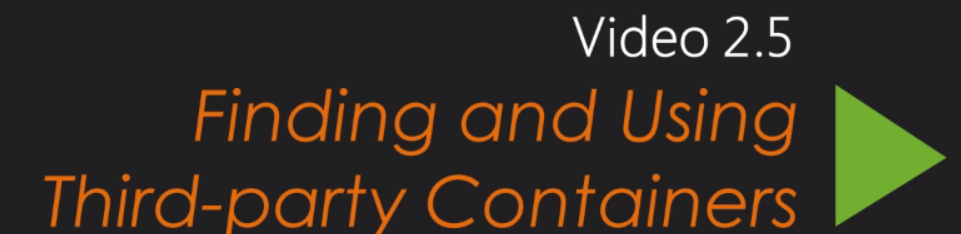 Video 2.5
Finding and Using
Third-party Containers